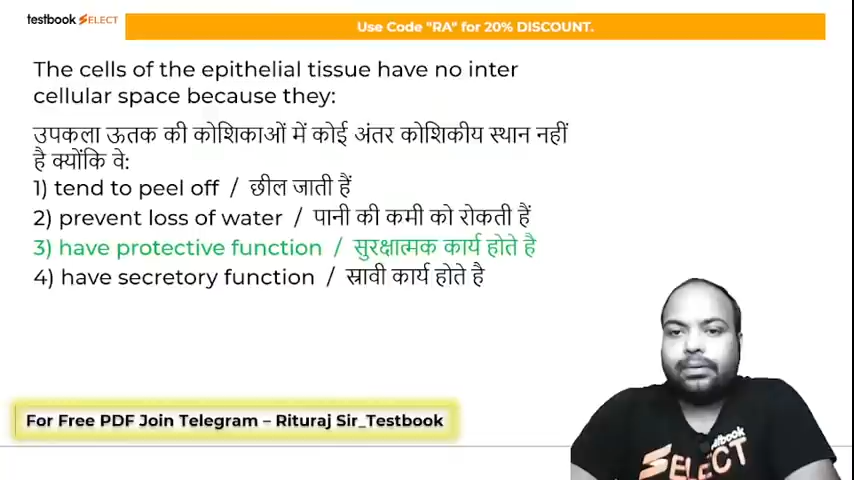 testbook SELECT
Use Code "RA" for 20% DISCOUNT.
The cells of the epithelial tissue have no inter
cellular space because they:
उपकला ऊतक की कोशिकाओं में कोई अंतर कोशिकीय स्थान नहीं
है क्योंकि वे:
1) tend to peel off / छील जाती हैं
2) prevent loss of water / पानी की कमी को रोकती हैं
3) have protective function / सुरक्षात्मक कार्य होते है
4) have secretory function / स्रावी कार्य होते है
For Free PDF Join Telegram – Rituraj Sir_Testbook
SELECT